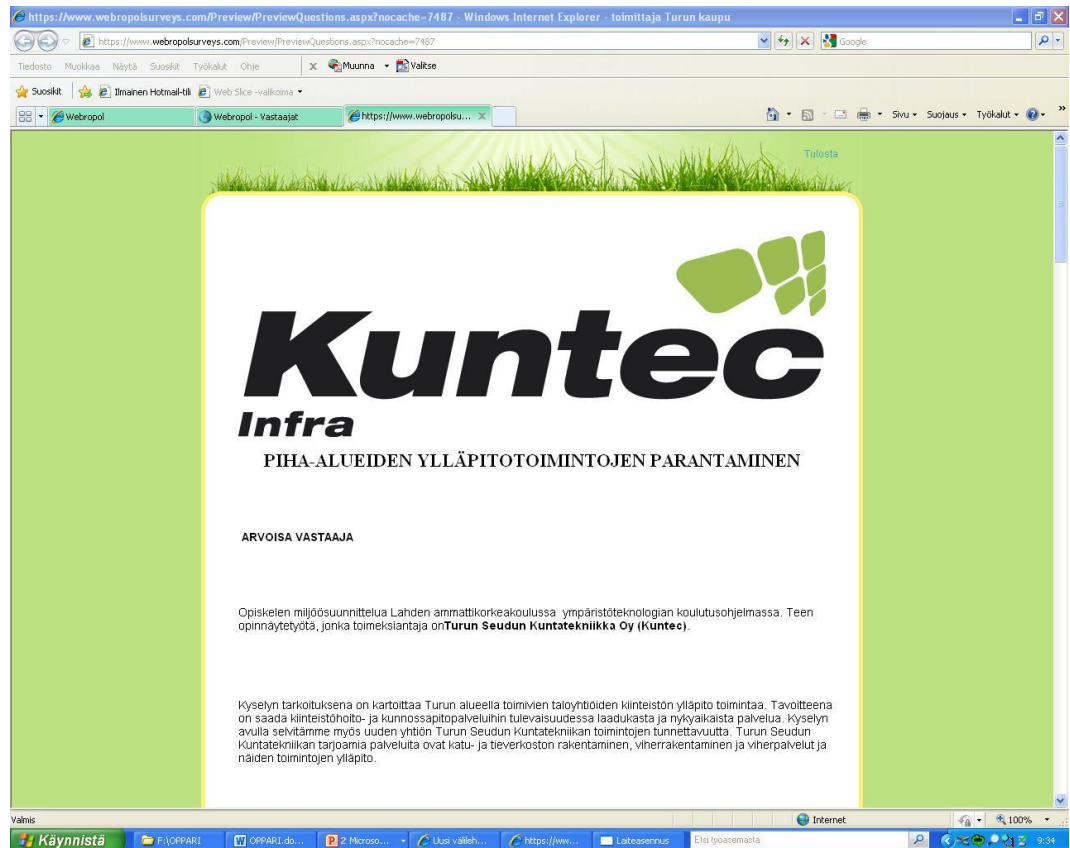 https://www.webropolsurveys.com/Preview/PreviewQuestions.aspx?nocache=7487 - Windows Internet Explorer - toimittaja Turun kaupu
https://www.webropolsurveys.com/Preview/PreviewQuestions.aspx?nocache=7487
Google
Tiedosto Muokkaa Näytä Suosikit Työkalut Ohje x Muunna Valitse
Suosikit Ilmainen Hotmail-tili Web Slice -valikoima
Webropol Webropol - Vastaajat https://www.webropolsu... X Sivu Suojaus Työkalut »
Tulosta
Kuntec
Infra
PIHA-ALUEIDEN YLLÄPITOTOIMINTOJEN PARANTAMINEN
ARVOISA VASTAAJA
Opiskelen miljöösuunnittelua Lahden ammattikorkeakoulussa ympäristöteknologian koulutusohjelmassa. Teen
opinnäytetyötä, jonka toimeksiantaja onTurun Seudun Kuntatekniikka Oy (Kuntec).
Kyselyn tarkoituksena on kartoittaa Turun alueella toimivien taloyhtiöiden kiinteistön ylläpito toimintaa. Tavoitteena
on saada kiinteistöhoito- ja kunnossapitopalveluihin tulevaisuudessa laadukasta ja nykyaikaista palvelua. Kyselyn
avulla selvitämme myös uuden yhtiön Turun Seudun Kuntatekniikan toimintojen tunnettavuutta. Turun Seudun
Kuntatekniikan tarjoamia palveluita ovat katu- ja tieverkoston rakentaminen, viherrakentaminen ja viherpalvelut ja
näiden toimintojen ylläpito.
Valmis Internet 100%
Käynnistä F:\OPPARI OPPARI.do... 2 Microso... Uusi välileh... https://ww... Laiteasennus Etsi työasemasta 9:34